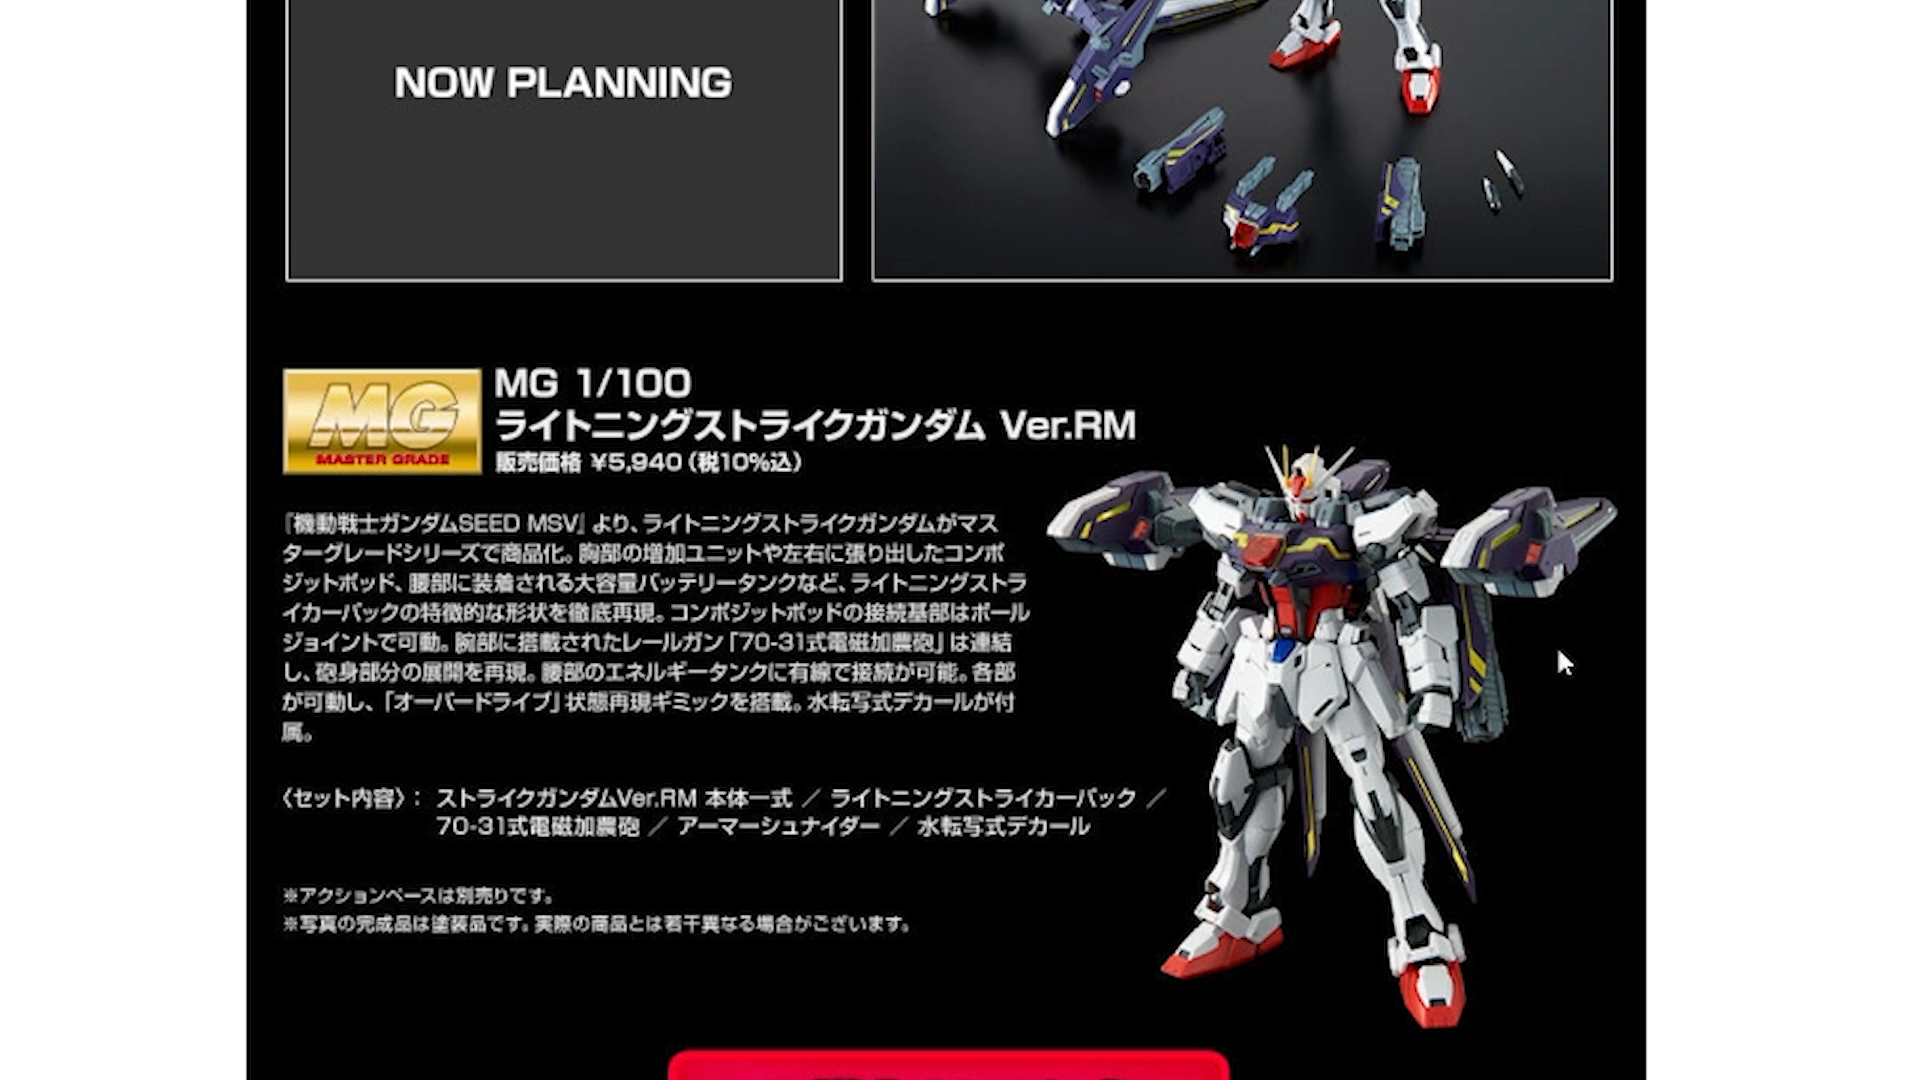 NOW PLANNING
MG
MASTER GRADE
MG 1/100
ライトニングストライクガンダム Ver.RM
販売価格 ¥5,940（税10%込）
『機動戦士ガンダムSEED MSV』より、ライトニングストライクガンダムがマス
ターグレードシリーズで商品化。胸部の増加ユニットや左右に張り出したコンポ
ジットポッド、腰部に装着される大容量バッテリータンクなど、ライトニングストラ
イカーパックの特徴的な形状を徹底再現。コンポジットポッドの接続基部はボール
ジョイントで可動。腕部に搭載されたレールガン「70-31式電磁加農砲」は連結
し、砲身部分の展開を再現。腰部のエネルギータンクに有線で接続が可能。各部
が可動し、「オーバードライブ」状態再現ギミックを搭載。水転写式デカールが付
属。
〈セット内容〉： ストライクガンダムVer.RM 本体一式 ／ ライトニングストライカーパック ／
70-31式電磁加農砲 ／ アーマーシュナイダー ／ 水転写式デカール
※アクションベースは別売りです。
※写真の完成品は塗装品です。実際の商品とは若干異なる場合がございます。